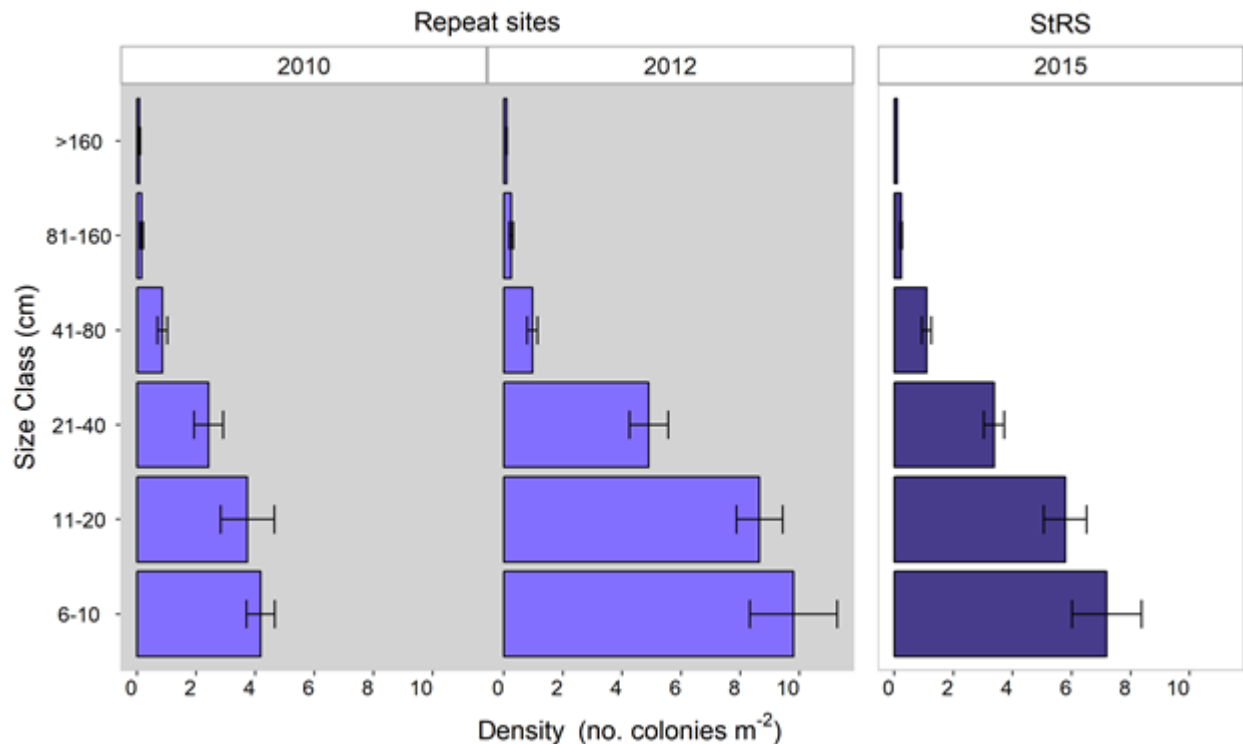 Repeat sites StRS
2010 2012 2015
Size Class (cm)
>160
81-160
41-80
21-40
11-20
6-10
0 2 4 6 8 10 0 2 4 6 8 10 0 2 4 6 8 10
Density (no. colonies m⁻²)